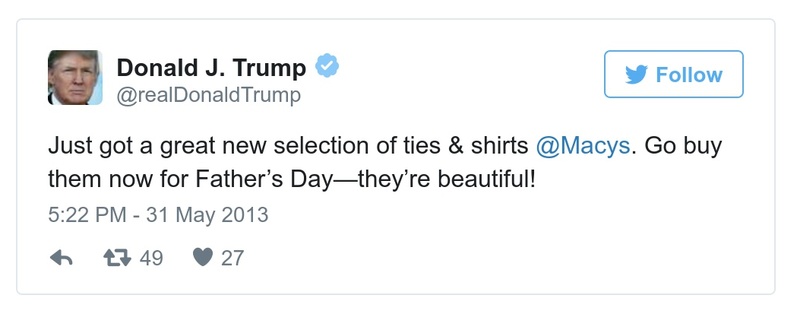 Donald J. Trump
@realDonaldTrump
Follow
Just got a great new selection of ties & shirts @Macys. Go buy
them now for Father’s Day—they’re beautiful!
5:22 PM - 31 May 2013
49 27